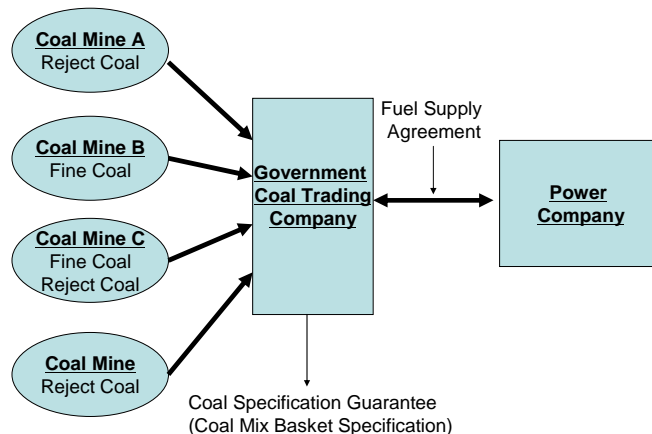 Coal Mine A
Reject Coal
Coal Mine B
Fine Coal
Coal Mine C
Fine Coal
Reject Coal
Coal Mine
Reject Coal
Government
Coal Trading
Company
Fuel Supply
Agreement
Power
Company
Coal Specification Guarantee
(Coal Mix Basket Specification)